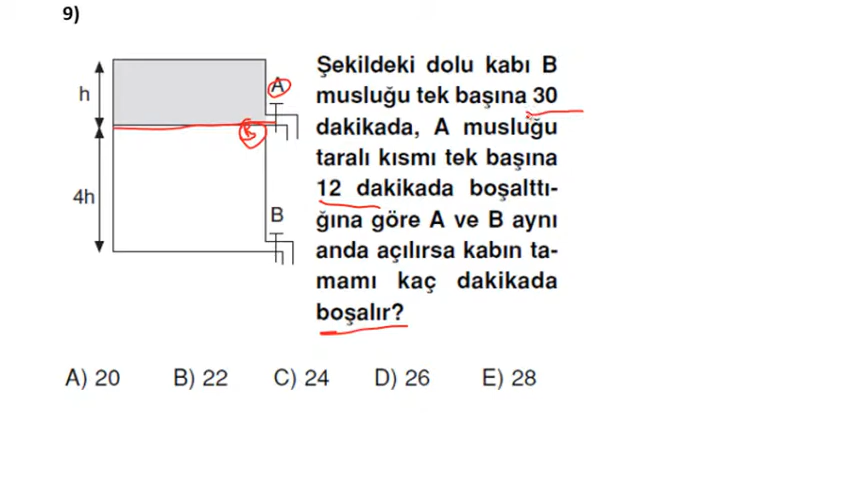 9)
Şekildeki dolu kabı B
musluğu tek başına 30
dakikada, A musluğu
taralı kısmı tek başına
12 dakikada boşalttı-
ğına göre A ve B aynı
anda açılırsa kabın ta-
mamı kaç dakikada
boşalır?
h
A
4h
B
A) 20 B) 22 C) 24 D) 26 E) 28